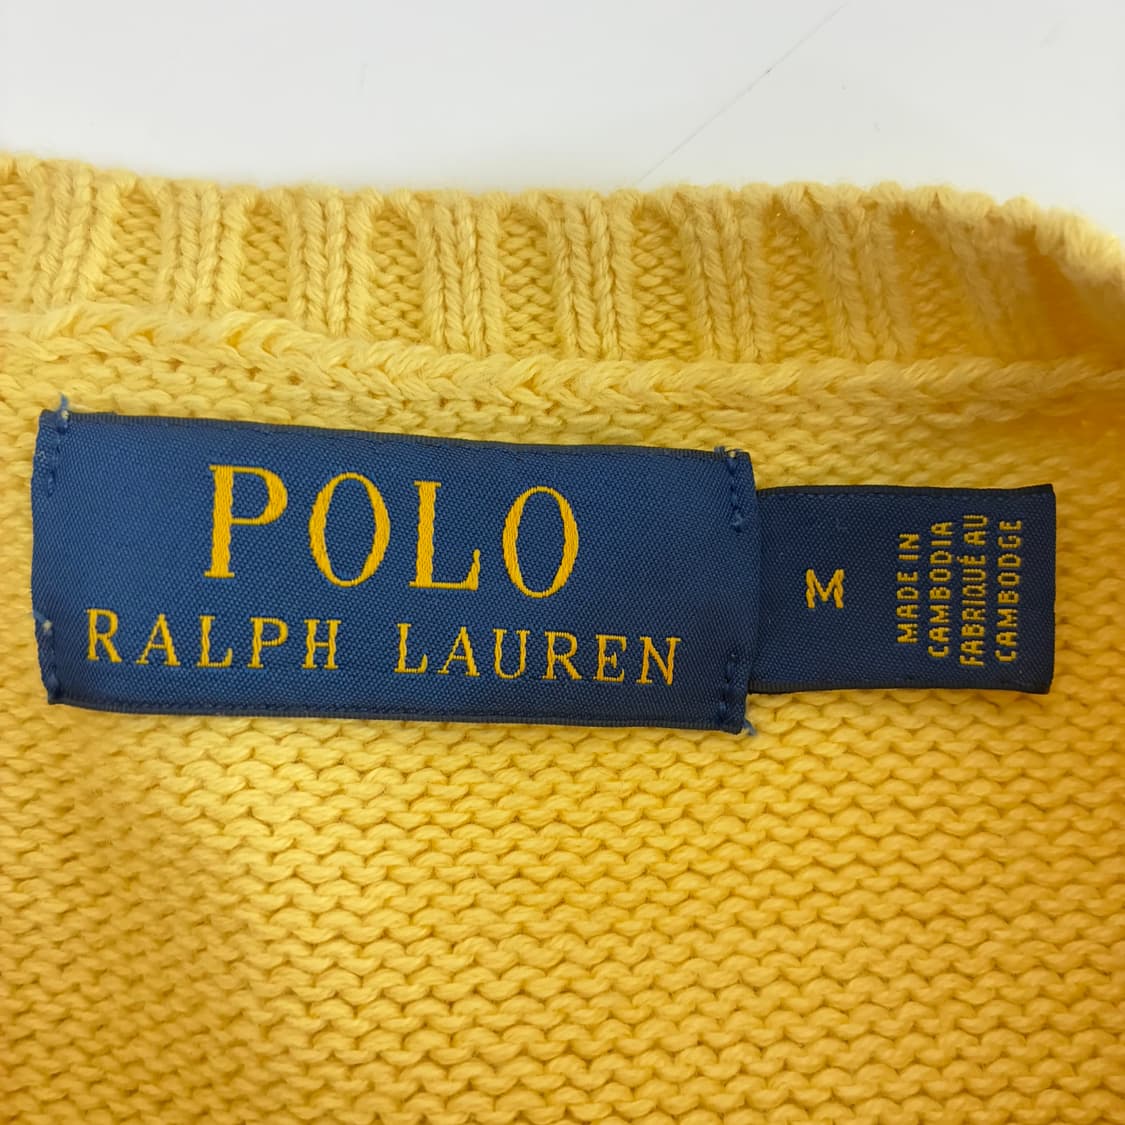 POLO
RALPH LAUREN
M
MADE IN
CAMBODIA
FABRIQUÉ AU
CAMBODGE